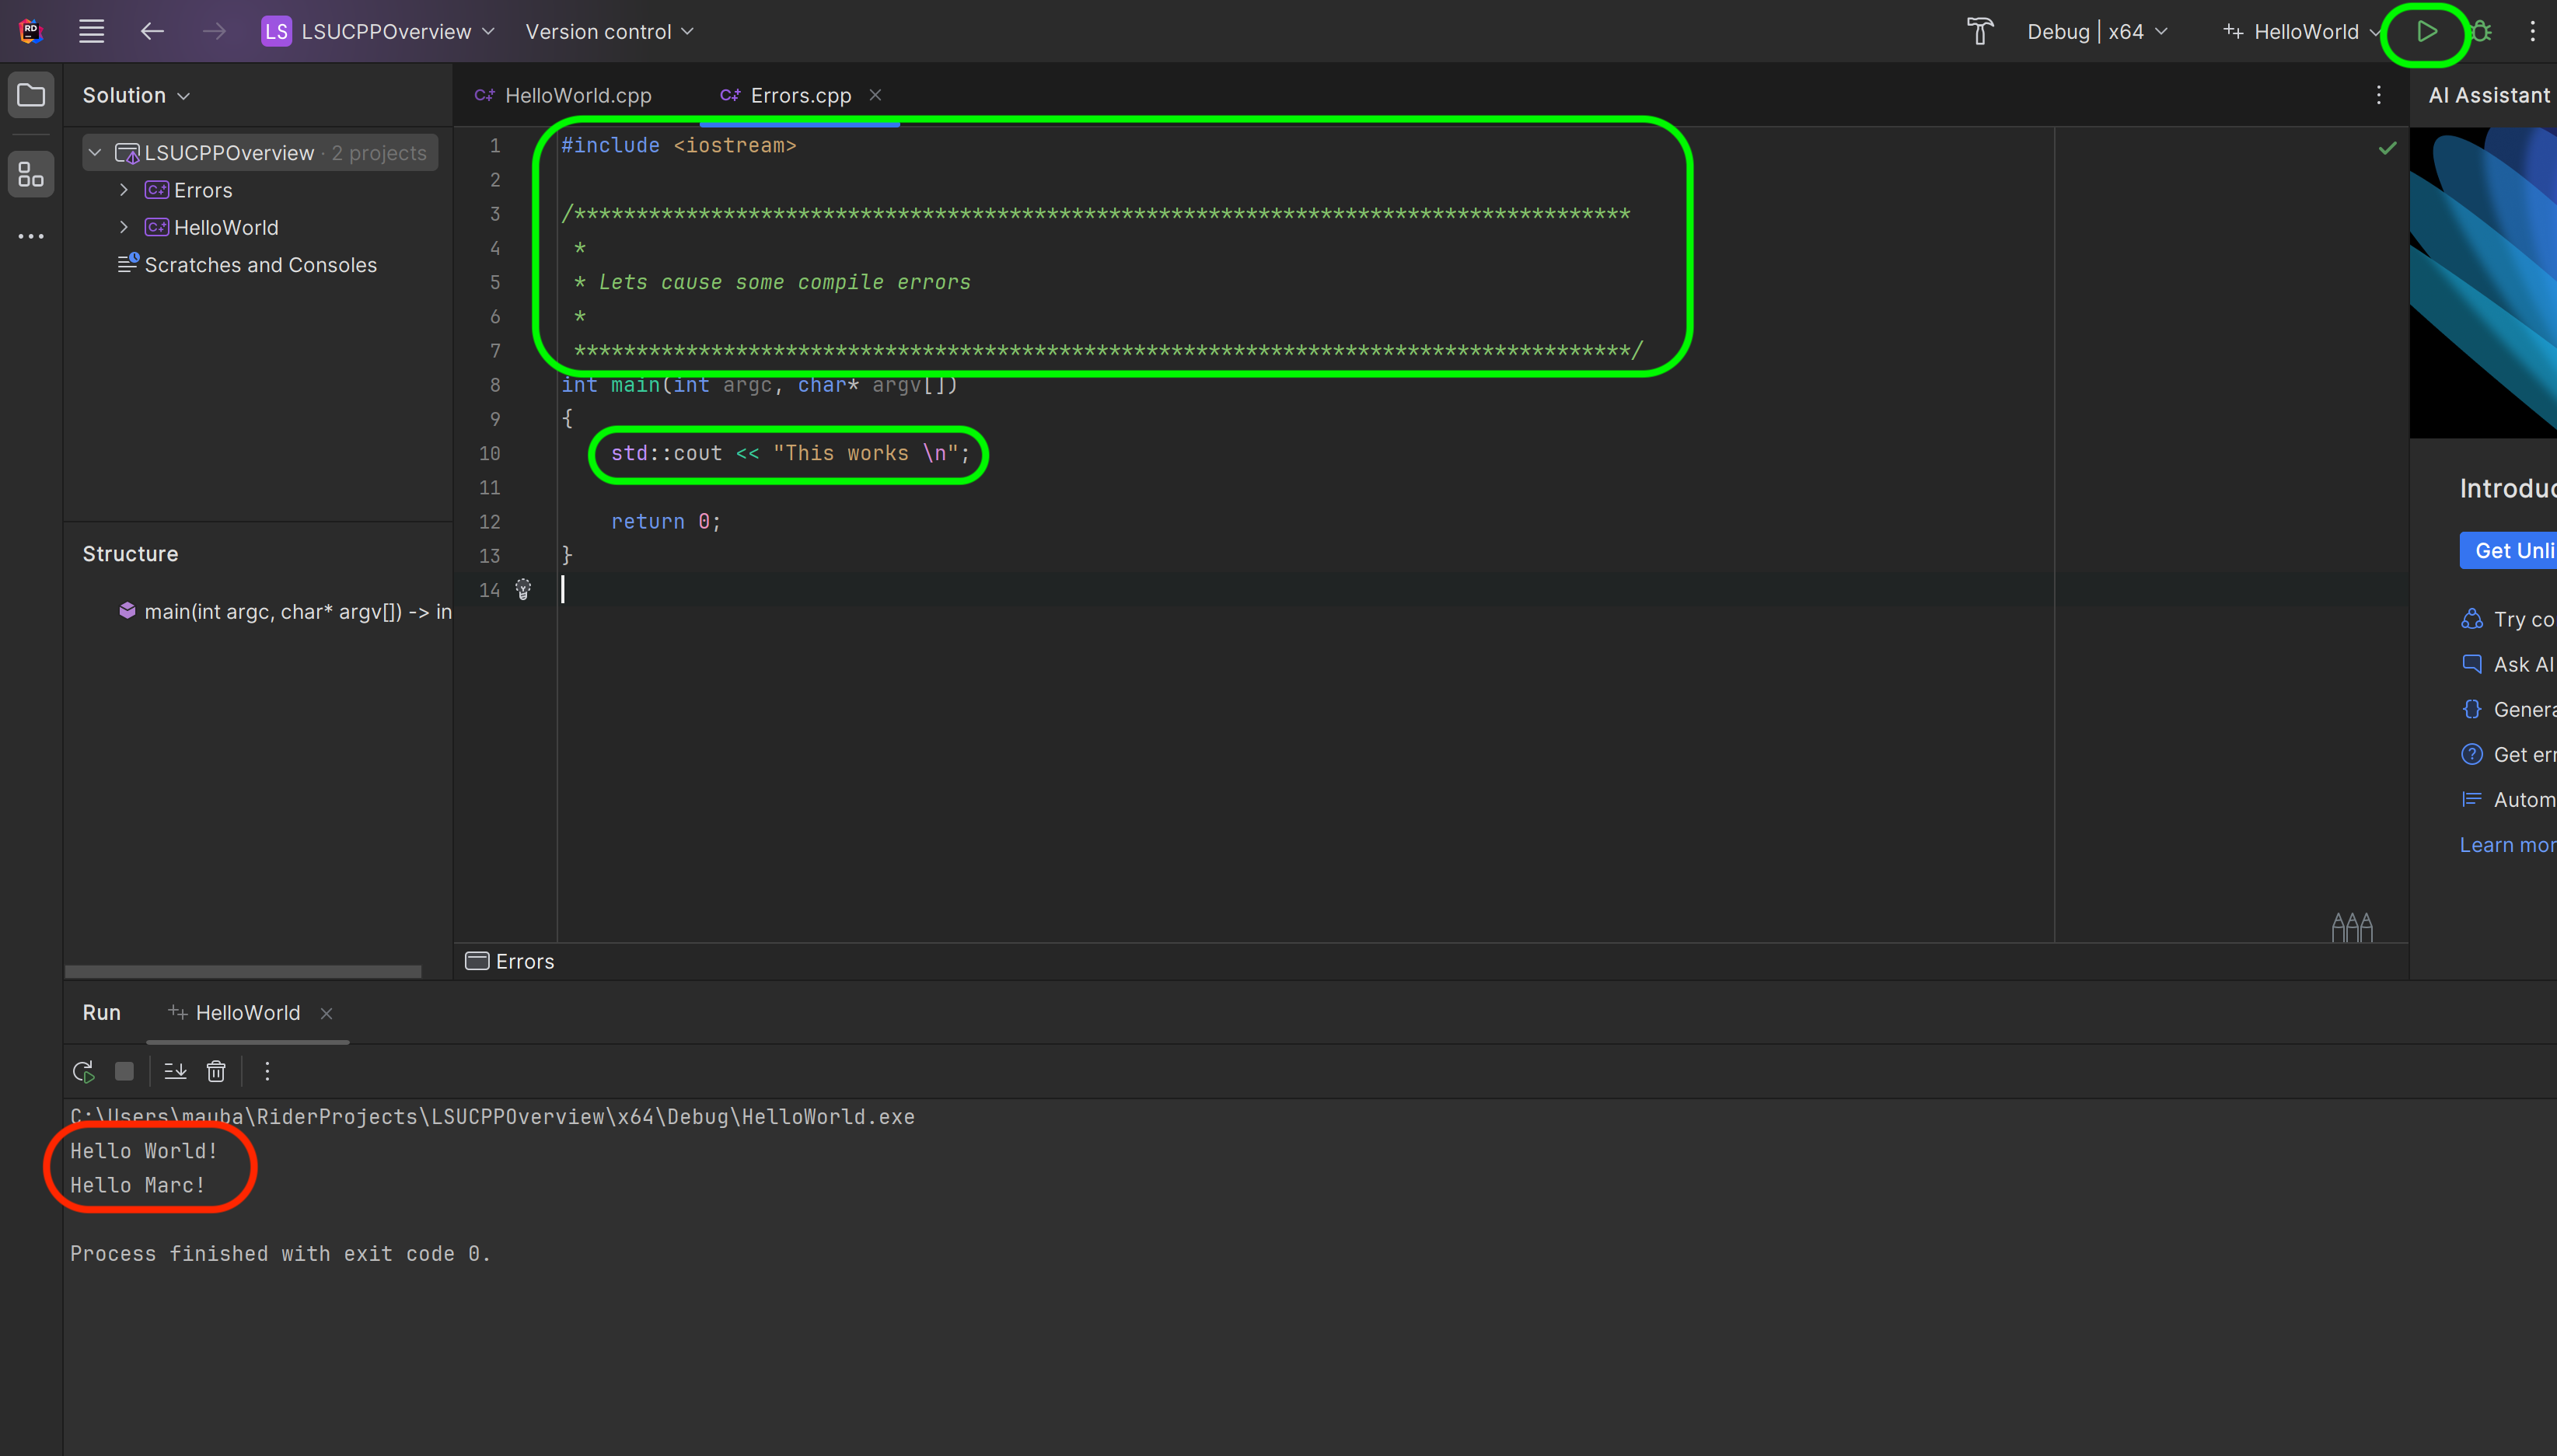 RD LS LSUCPPOverview Version control Debug | x64 HelloWorld
Solution
LSUCPPOverview · 2 projects
Errors
HelloWorld
Scratches and Consoles
Structure
main(int argc, char* argv[]) -> in
HelloWorld.cpp Errors.cpp
1 #include <iostream>
2
3 /*************************************************************************************
4 *
5 * Lets cause some compile errors
6 *
7 *************************************************************************************/
8 int main(int argc, char* argv[])
9 {
10 std::cout << "This works \n";
11
12 return 0;
13 }
14
Errors
AI Assistant
Introduc
Get Unli
Try co
Ask AI
Genera
Get err
Autom
Learn mor
Run HelloWorld
C:\Users\mauba\RiderProjects\LSUCPPOverview\x64\Debug\HelloWorld.exe
Hello World!
Hello Marc!
Process finished with exit code 0.